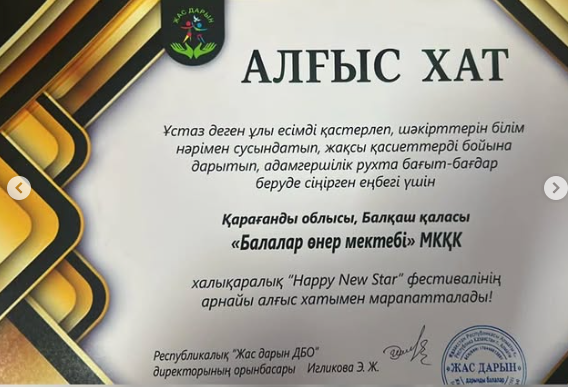 ЖАС ДАРЫН
АЛҒЫС ХАТ
Ұстаз деген ұлы есімді қастерлеп, шәкірттерін білім
нәрімен сусындатып, жақсы қасиеттерді бойына
дарытып, адамгершілік рухта бағыт-бағдар
беруде сіңірген еңбегі үшін
Қарағанды облысы, Балқаш қаласы
«Балалар өнер мектебі» МКҚК
халықаралық “Happy New Star” фестивалінің
арнайы алғыс хатымен марапатталады!
Республикалық "Жас дарын ДБО"
директорының орынбасары Игликова Э. Ж.
«ЖАС ДАРЫН»